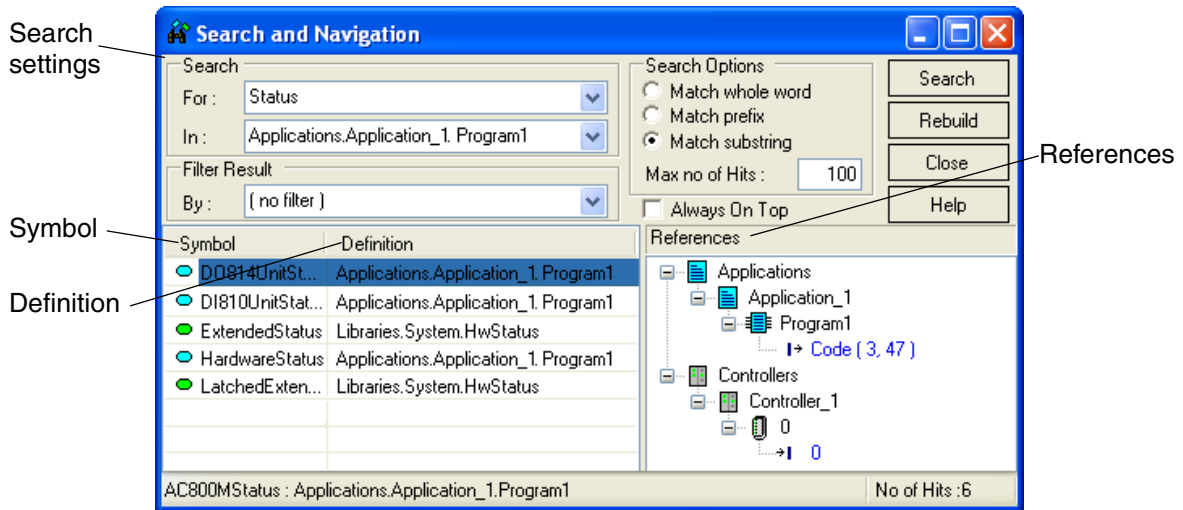 Search settings
Search and Navigation
Search
For :
Status
In :
Applications.Application_1. Program1
Filter Result
By :
( no filter )
Search Options
Match whole word
Match prefix
Match substring
Max no of Hits :
100
Always On Top
Search
Rebuild
Close
Help
References
Symbol
Definition
Symbol
Definition
DO814UnitSt...
Applications.Application_1. Program1
DI810UnitStat...
Applications.Application_1. Program1
ExtendedStatus
Libraries.System.HwStatus
HardwareStatus
Applications.Application_1. Program1
LatchedExten...
Libraries.System.HwStatus
References
Applications
Application_1
Program1
Code ( 3, 47 )
Controllers
Controller_1
0
0
AC800MStatus : Applications.Application_1.Program1
No of Hits :6